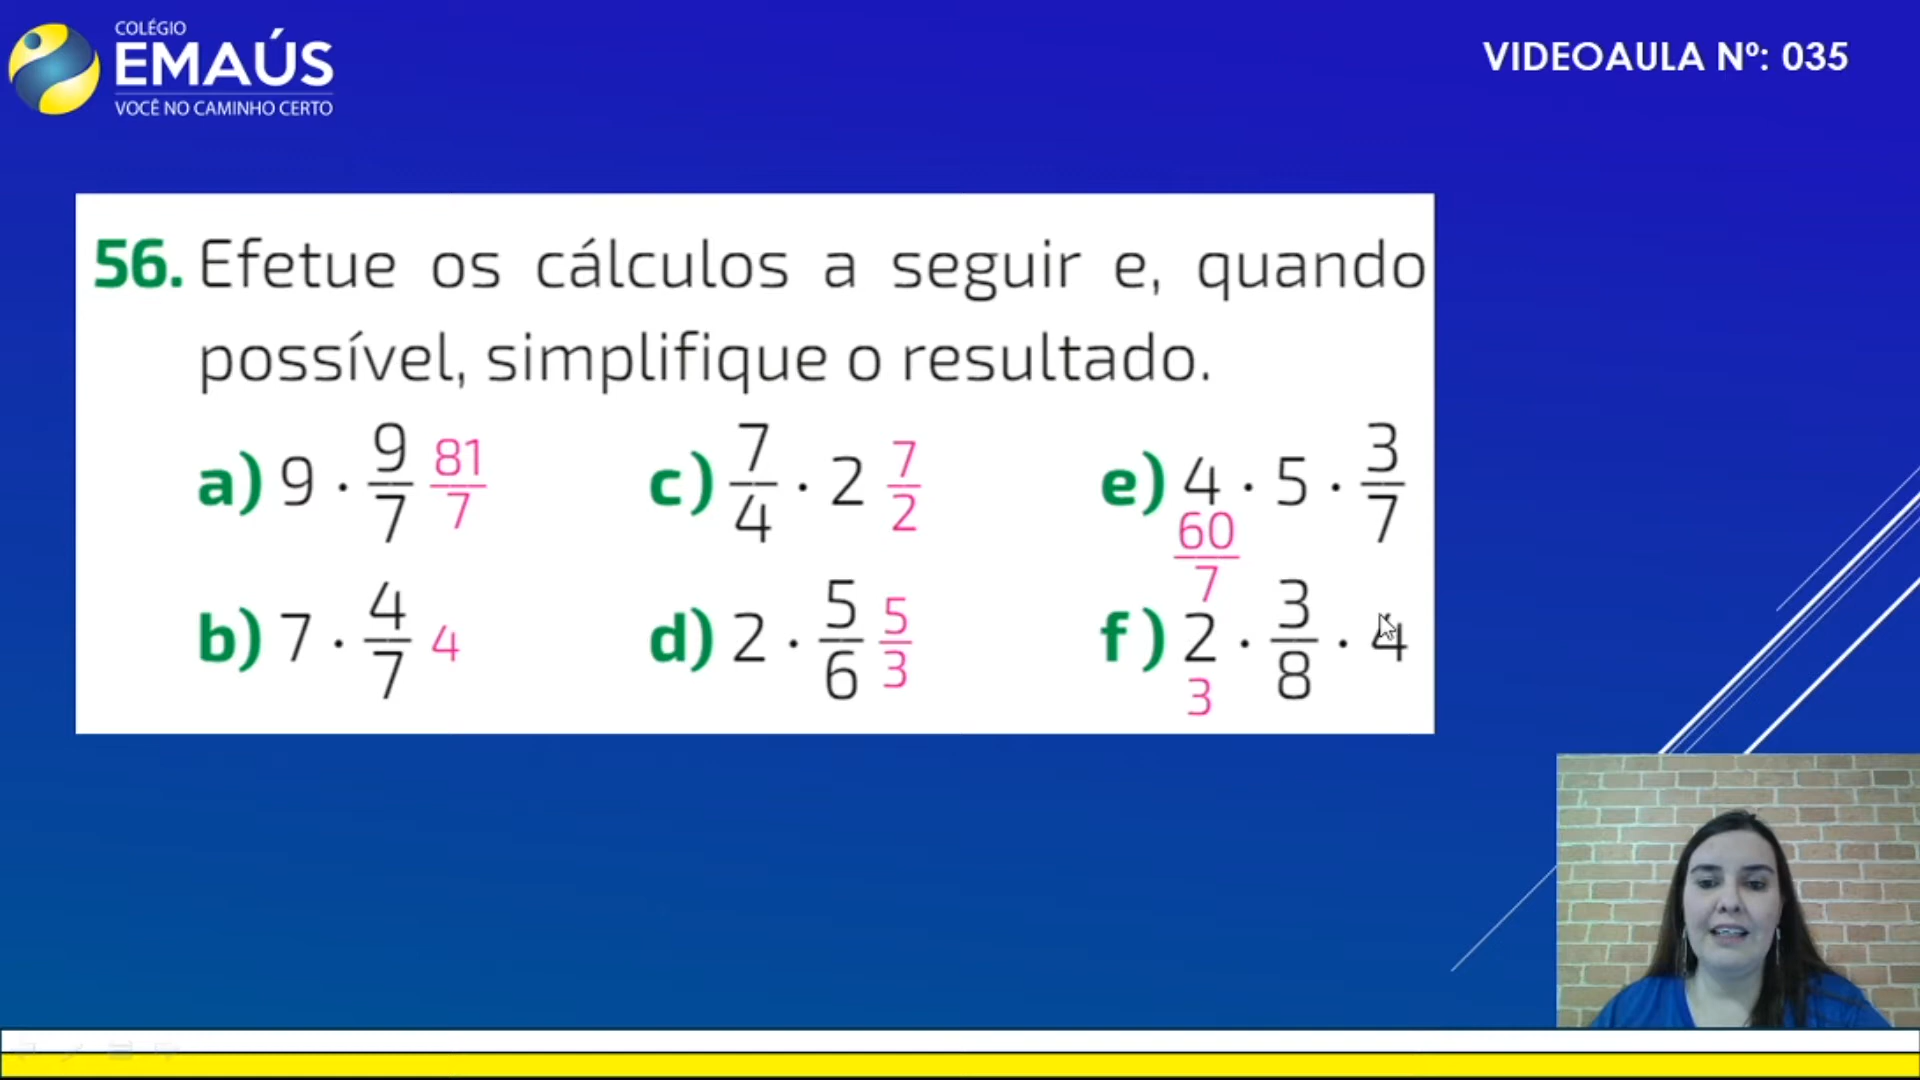 COLÉGIO
EMAÚS
VOCÊ NO CAMINHO CERTO
VIDEOAULA Nº: 035
56. Efetue os cálculos a seguir e, quando
possível, simplifique o resultado.
a) 9 · 9/7 81/7
c) 7/4 · 2 7/2
e) 4 · 5 · 3/7 60/7
b) 7 · 4/7 4
d) 2 · 5/6 5/3
f) 2 · 3/8 · 4 3